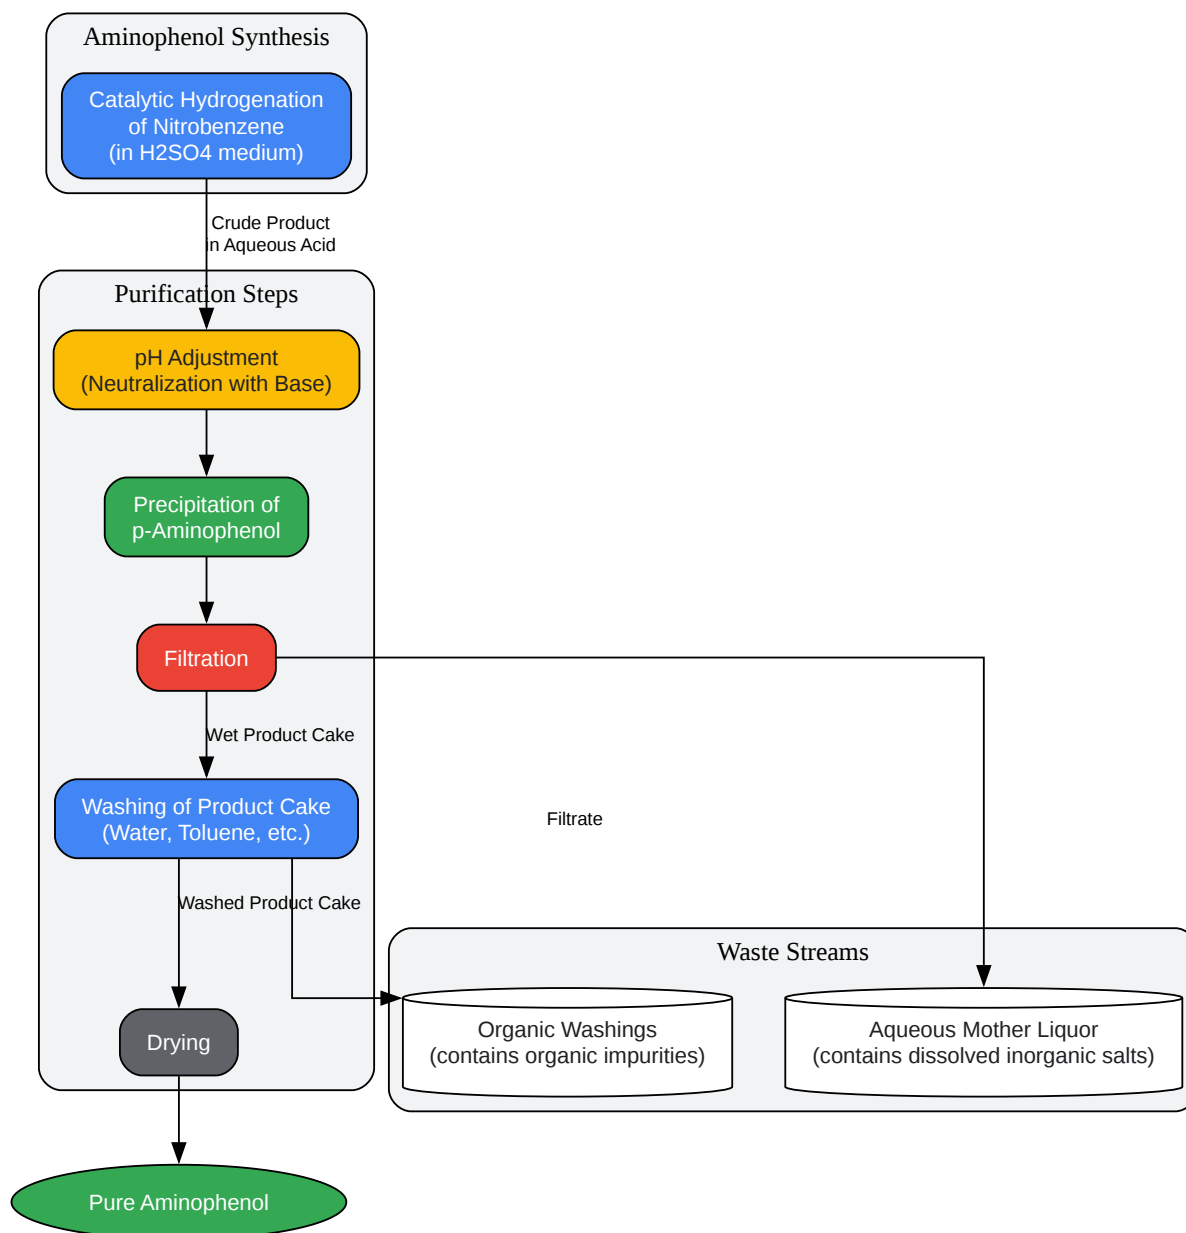 Aminophenol Synthesis
Catalytic Hydrogenation
of Nitrobenzene
(in H2SO4 medium)
Crude Product
in Aqueous Acid
Purification Steps
pH Adjustment
(Neutralization with Base)
Precipitation of
p-Aminophenol
Filtration
Wet Product Cake
Washing of Product Cake
(Water, Toluene, etc.)
Filtrate
Washed Product Cake
Waste Streams
Organic Washings
(contains organic impurities)
Aqueous Mother Liquor
(contains dissolved inorganic salts)
Drying
Pure Aminophenol